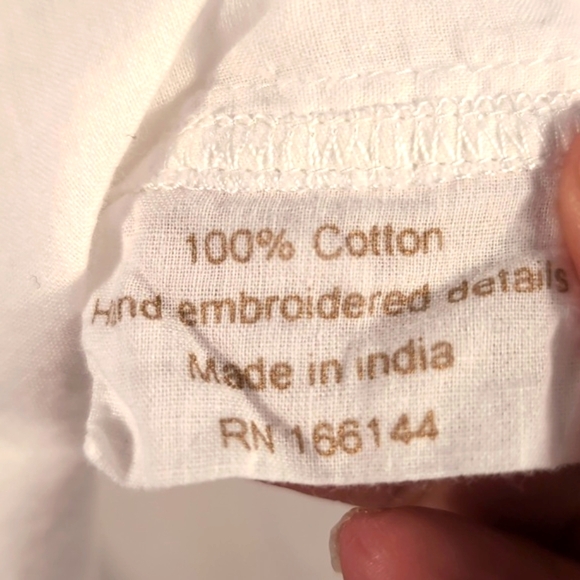 100% Cotton
Hand embroidered details
Made in india
RN 166144